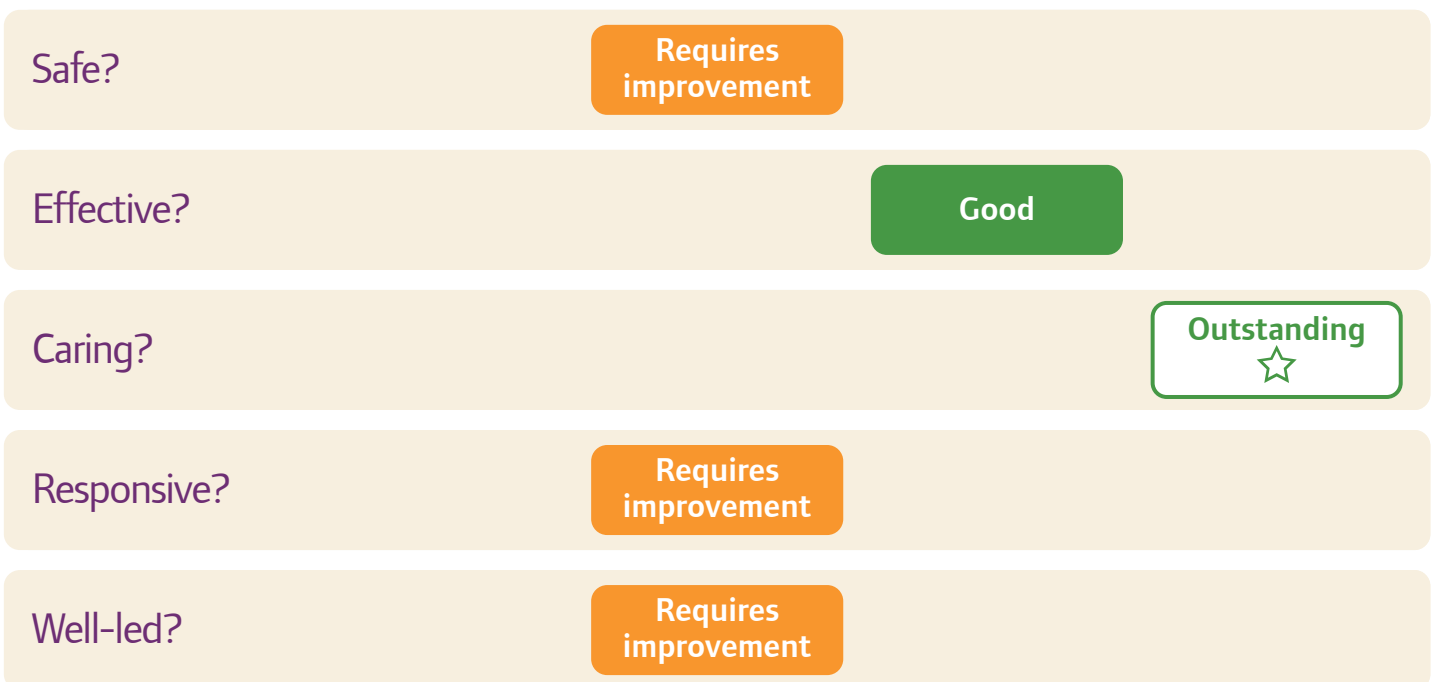 Safe?
Requires
improvement
Effective?
Good
Caring?
Outstanding
Responsive?
Requires
improvement
Well-led?
Requires
improvement